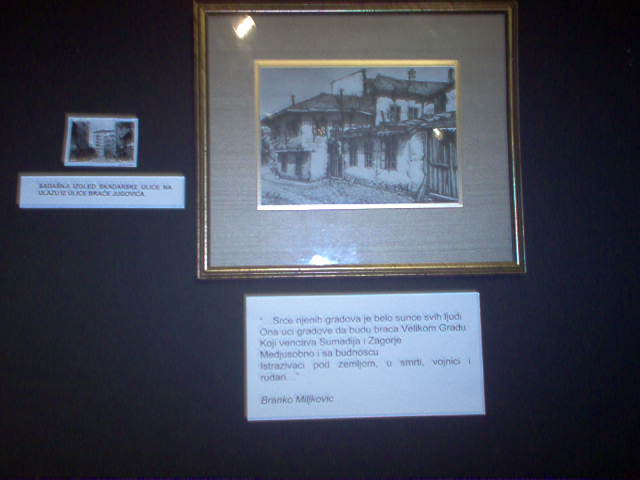 SADAŠNJI IZGLED SKADARSKE ULICE NA
ULAZU IZ ULICE BRAĆE JUGOVIĆA.
"...Srce njenih gradova je belo sunce svih ljudi
Ona uci gradove da budu braca Velikom Gradu
Koji vencava Sumadija i Zagorje
Medjusobno i sa budnoscu
Istrazivaci pod zemljom, u smrti, vojnici i
rudari..."
Branko Miljkovic